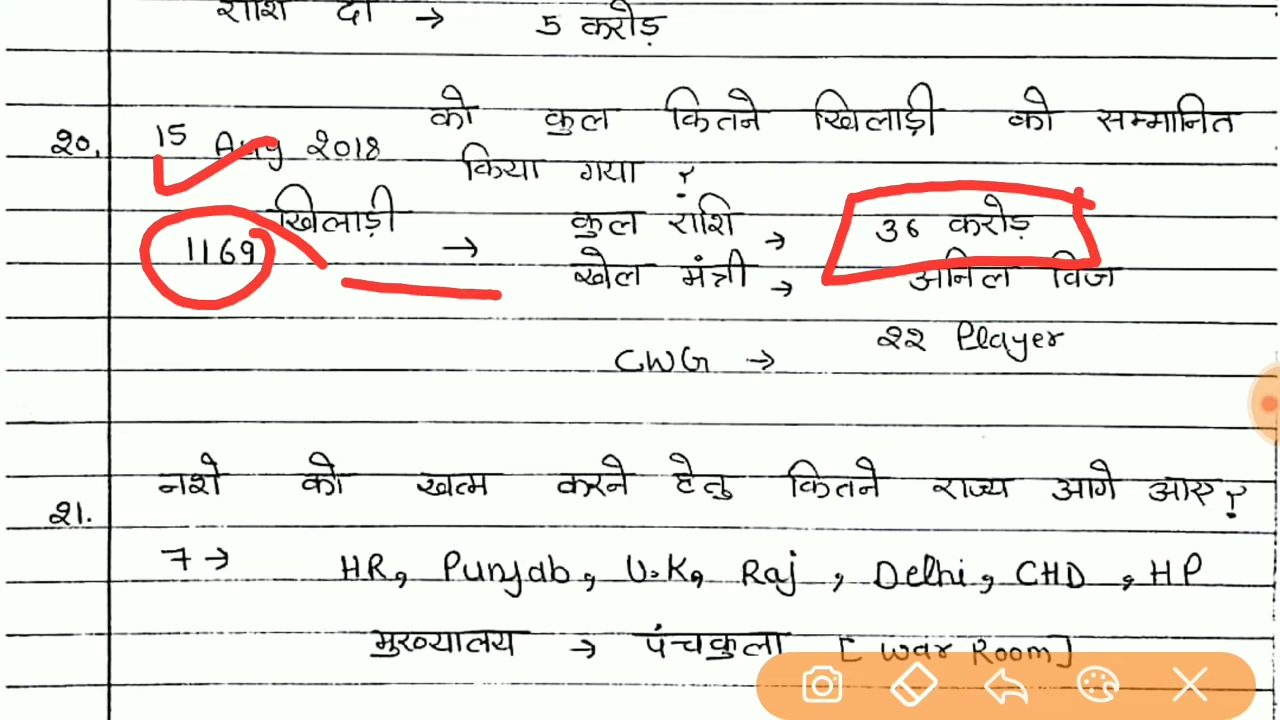 राशि दी → 5 करोड़
20. 15 Aug 2018 को कुल कितने खिलाड़ी को सम्मानित
किया गया ?
1169 खिलाड़ी → कुल राशि → 36 करोड़
खेल मंत्री → अनिल विज
CWG → 22 Player
21. नशे को खत्म करने हेतु कितने राज्य आगे आए ?
7 → HR, Punjab, U.K, Raj, Delhi, CHD, HP
मुख्यालय → पंचकुला [War Room]